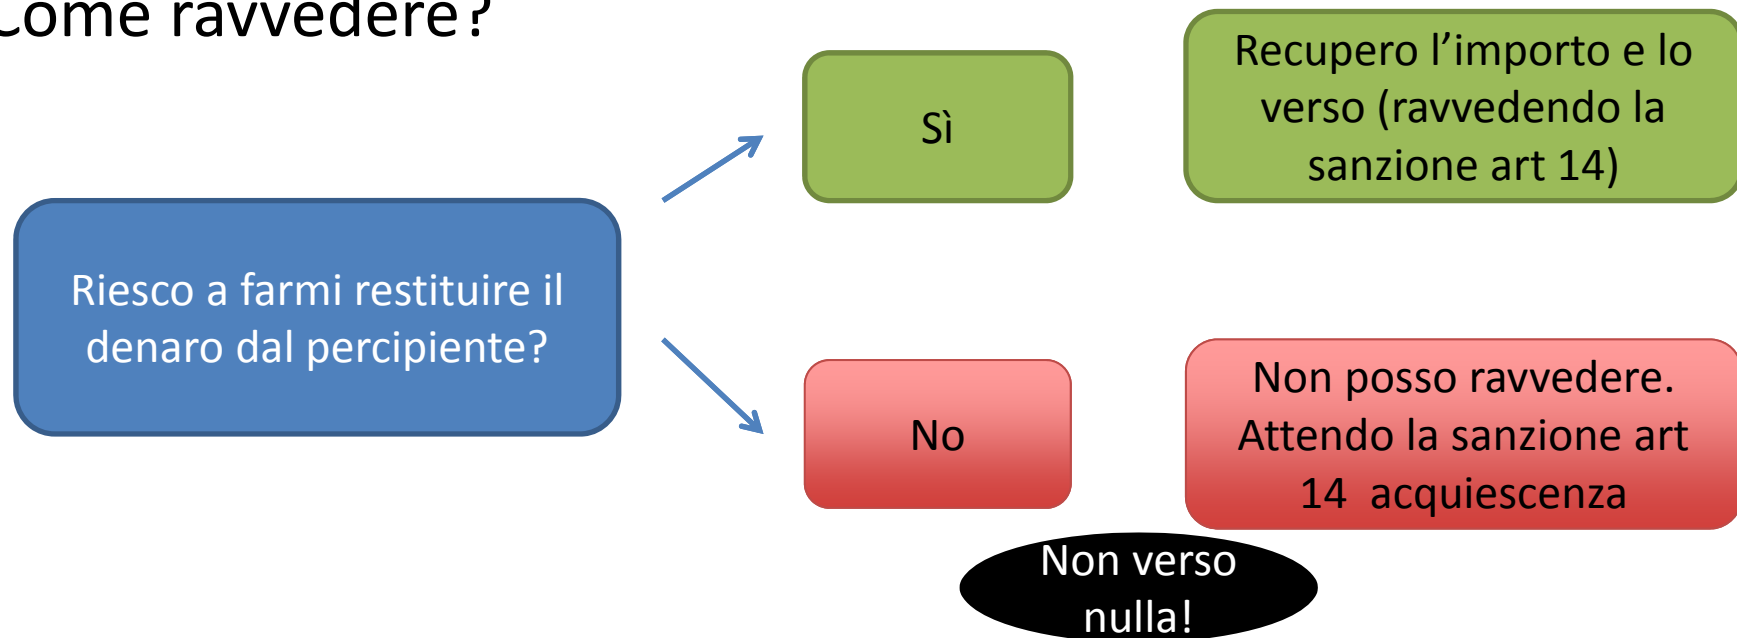 Come ravvedere?
Sì
Recupero l’importo e lo
verso (ravvedendo la
sanzione art 14)
Riesco a farmi restituire il
denaro dal percipiente?
No
Non posso ravvedere.
Attendo la sanzione art
14  acquiescenza
Non verso
nulla!